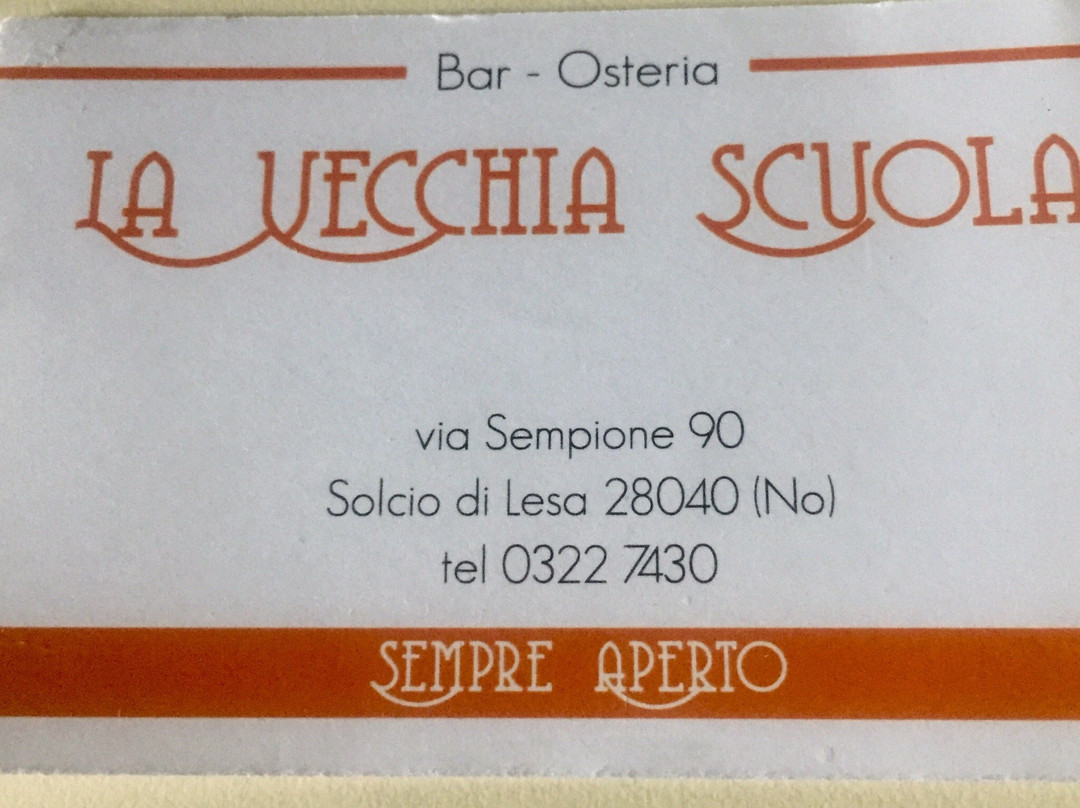 Bar - Osteria
LA VECCHIA SCUOLA
via Sempione 90
Solcio di Lesa 28040 (No)
tel 0322 7430
SEMPRE APERTO